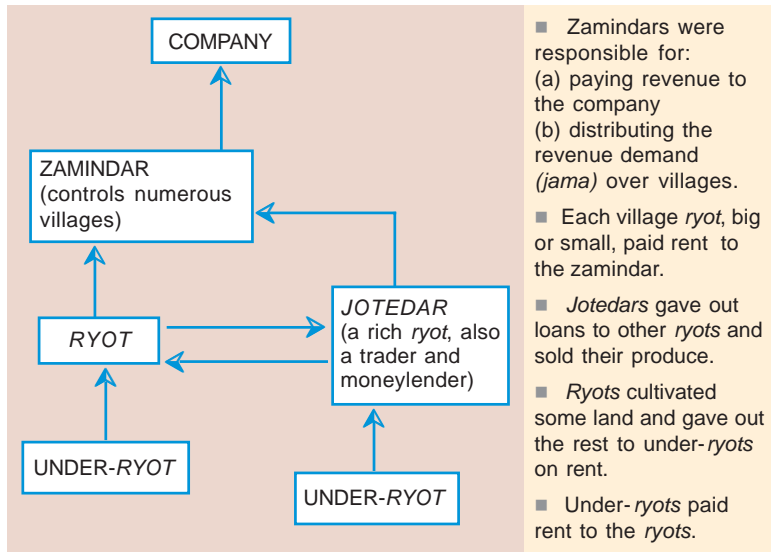 COMPANY
ZAMINDAR
(controls numerous
villages)
RYOT
JOTEDAR
(a rich ryot, also
a trader and
moneylender)
UNDER-RYOT
UNDER-RYOT
■ Zamindars were
responsible for:
(a) paying revenue to
the company
(b) distributing the
revenue demand
(jama) over villages.
■ Each village ryot, big
or small, paid rent to
the zamindar.
■ Jotedars gave out
loans to other ryots and
sold their produce.
■ Ryots cultivated
some land and gave out
the rest to under-ryots
on rent.
■ Under-ryots paid
rent to the ryots.